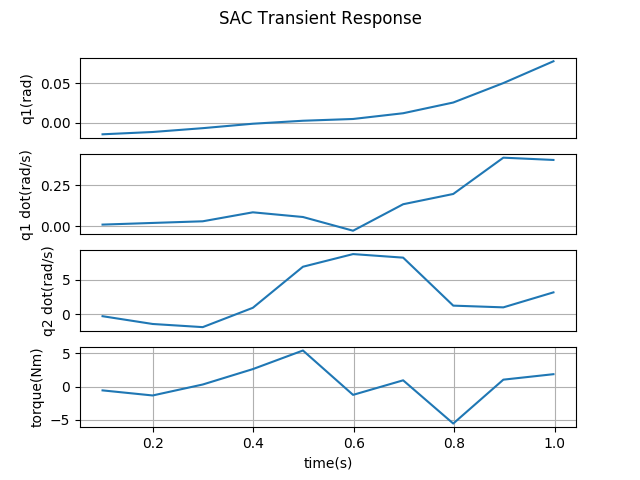 SAC Transient Response
q1(rad)
0.05
0.00
q1 dot(rad/s)
0.25
0.00
q2 dot(rad/s)
5
0
torque(Nm)
5
0
−5
0.2 0.4 0.6 0.8 1.0
time(s)